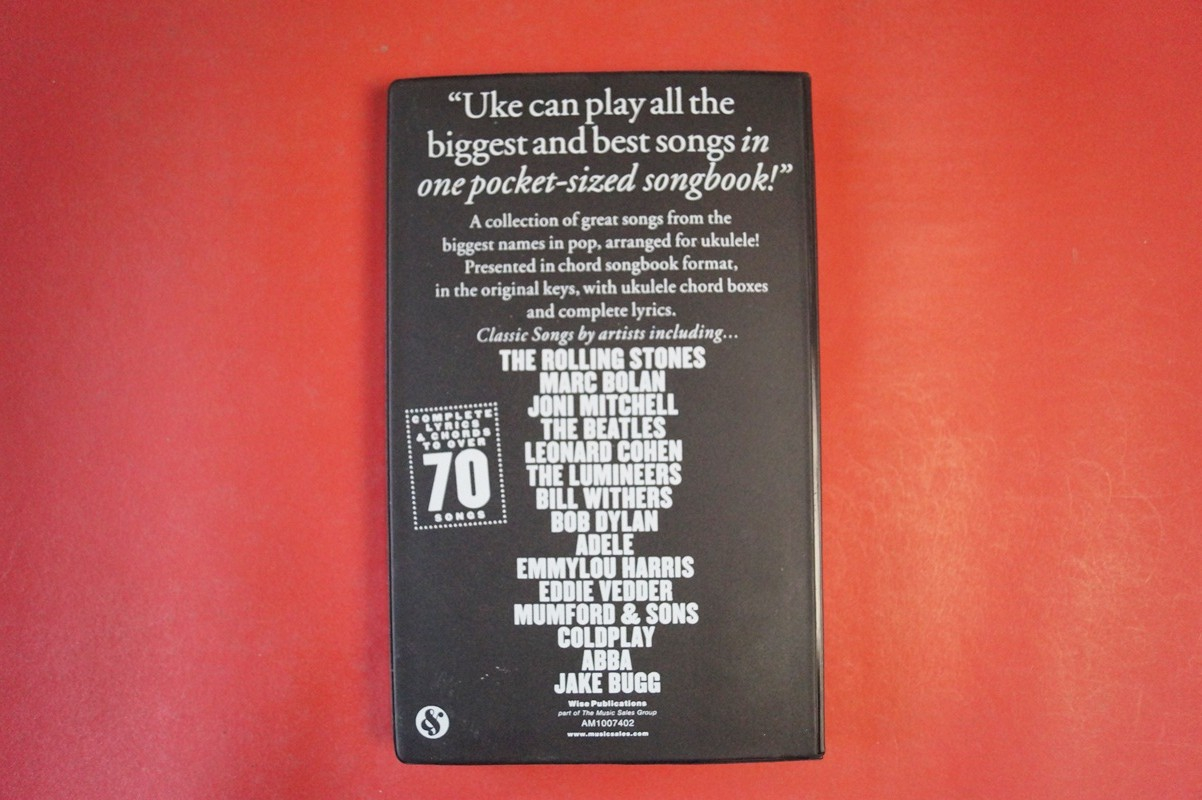 “Uke can play all the
biggest and best songs in
one pocket-sized songbook!”
A collection of great songs from the
biggest names in pop, arranged for ukulele!
Presented in chord songbook format,
in the original keys, with ukulele chord boxes
and complete lyrics.
Classic Songs by artists including...
THE ROLLING STONES
MARC BOLAN
JONI MITCHELL
THE BEATLES
LEONARD COHEN
THE LUMINEERS
BILL WITHERS
BOB DYLAN
ADELE
EMMYLOU HARRIS
EDDIE VEDDER
MUMFORD & SONS
COLDPLAY
ABBA
JAKE BUGG
COMPLETE
LYRICS
& CHORDS
TO OVER
70
SONGS
Wise Publications
part of The Music Sales Group
AM1007402
www.musicsales.com